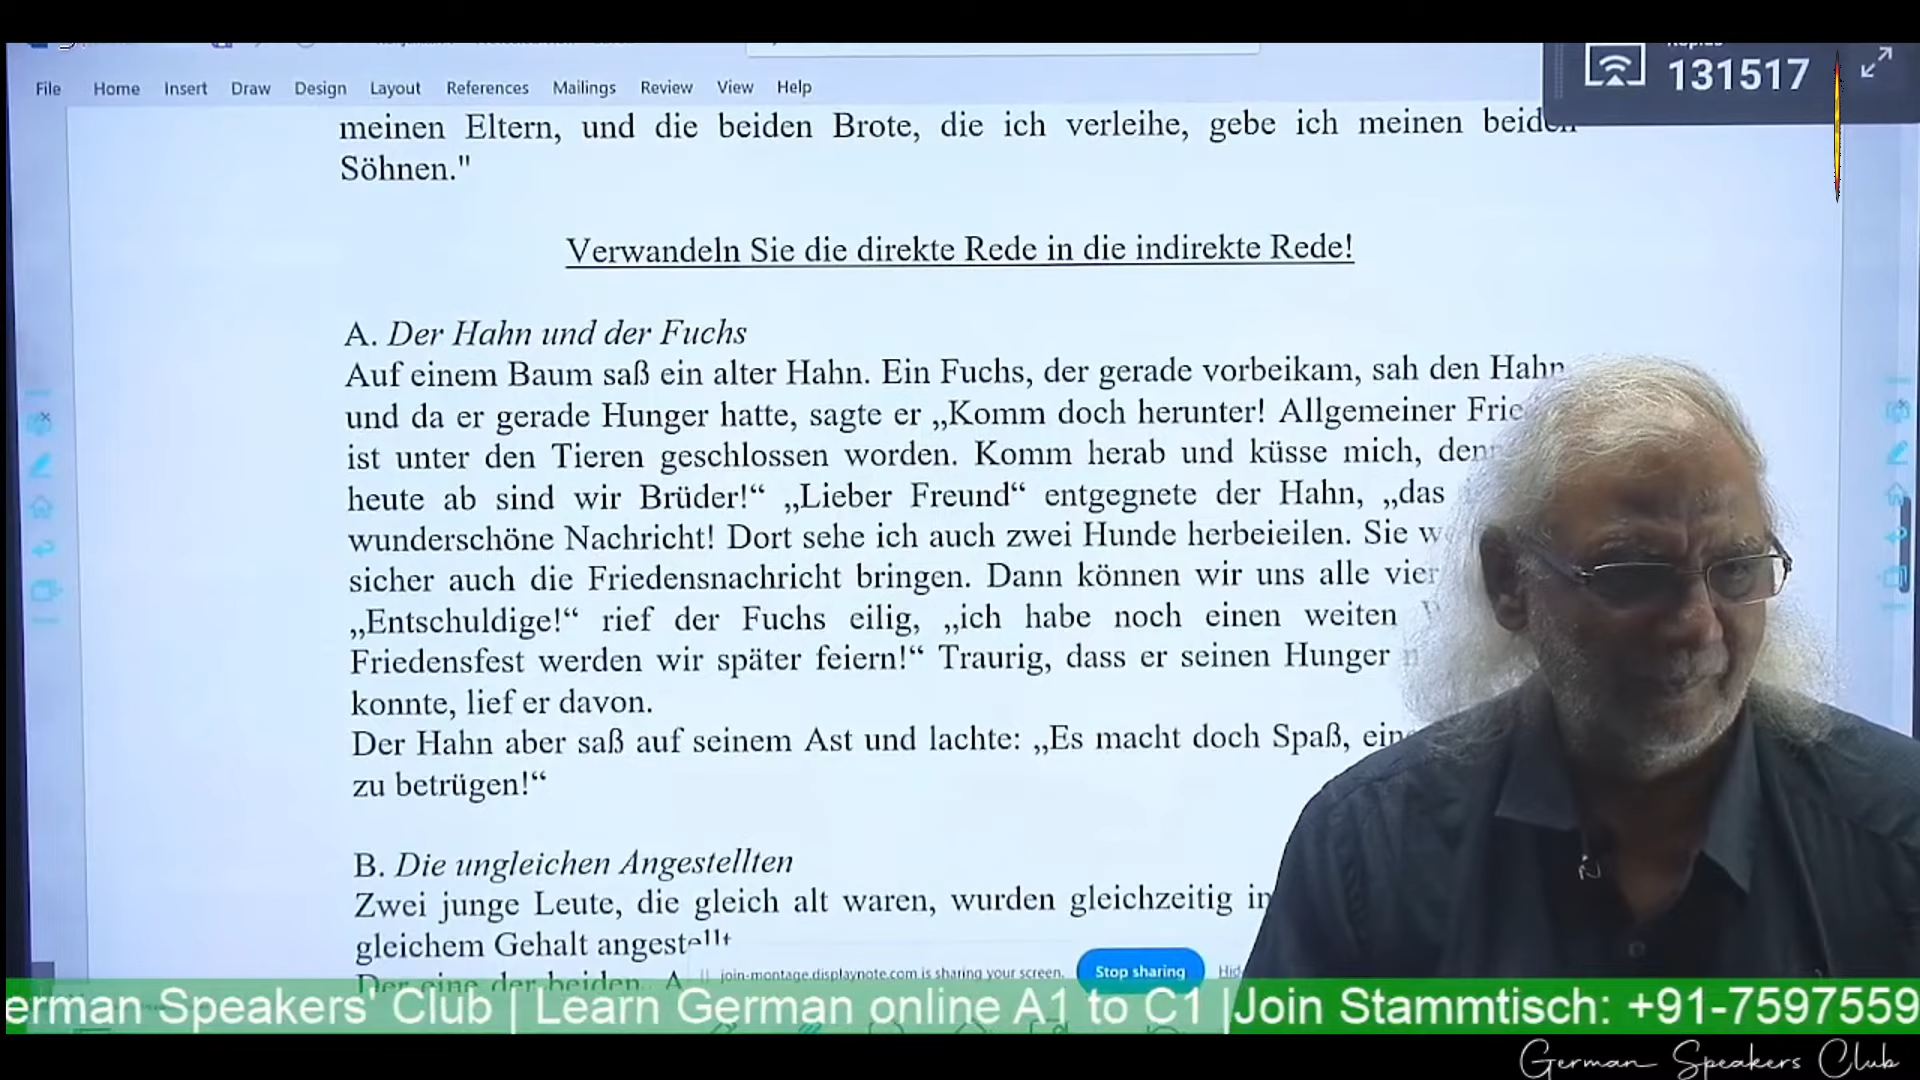 131517
File Home Insert Draw Design Layout References Mailings Review View Help
meinen Eltern, und die beiden Brote, die ich verleihe, gebe ich meinen beiden
Söhnen."
Verwandeln Sie die direkte Rede in die indirekte Rede!
A. Der Hahn und der Fuchs
Auf einem Baum saß ein alter Hahn. Ein Fuchs, der gerade vorbeikam, sah den Hahn
und da er gerade Hunger hatte, sagte er „Komm doch herunter! Allgemeiner
ist unter den Tieren geschlossen worden. Komm herab und küsse mich,
heute ab sind wir Brüder!“ „Lieber Freund“ entgegnete der Hahn, „das
wunderschöne Nachricht! Dort sehe ich auch zwei Hunde herbeieilen. Sie
sicher auch die Friedensnachricht bringen. Dann können wir uns alle vier
„Entschuldige!“ rief der Fuchs eilig, „ich habe noch einen weiten
Friedensfest werden wir später feiern!“ Traurig, dass er seinen Hunger
konnte, lief er davon.
Der Hahn aber saß auf seinem Ast und lachte: „Es macht doch Spaß,
zu betrügen!“
B. Die ungleichen Angestellten
Zwei junge Leute, die gleich alt waren, wurden gleichzeitig in
gleichem Gehalt angestellt
Der eine der beiden, A
join-montage.displaynote.com is sharing your screen. Stop sharing
erman Speakers' Club | Learn German online A1 to C1 | Join Stammtisch: +91-7597559
German Speakers Club